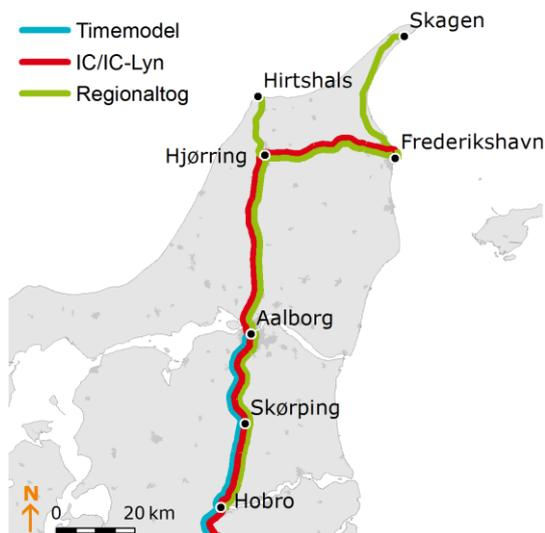 Timemodel
IC/IC-Lyn
Regionaltog
Skagen
Hirtshals
Frederikshavn
Hjørring
Aalborg
Skørping
Hobro
N
0 20 km